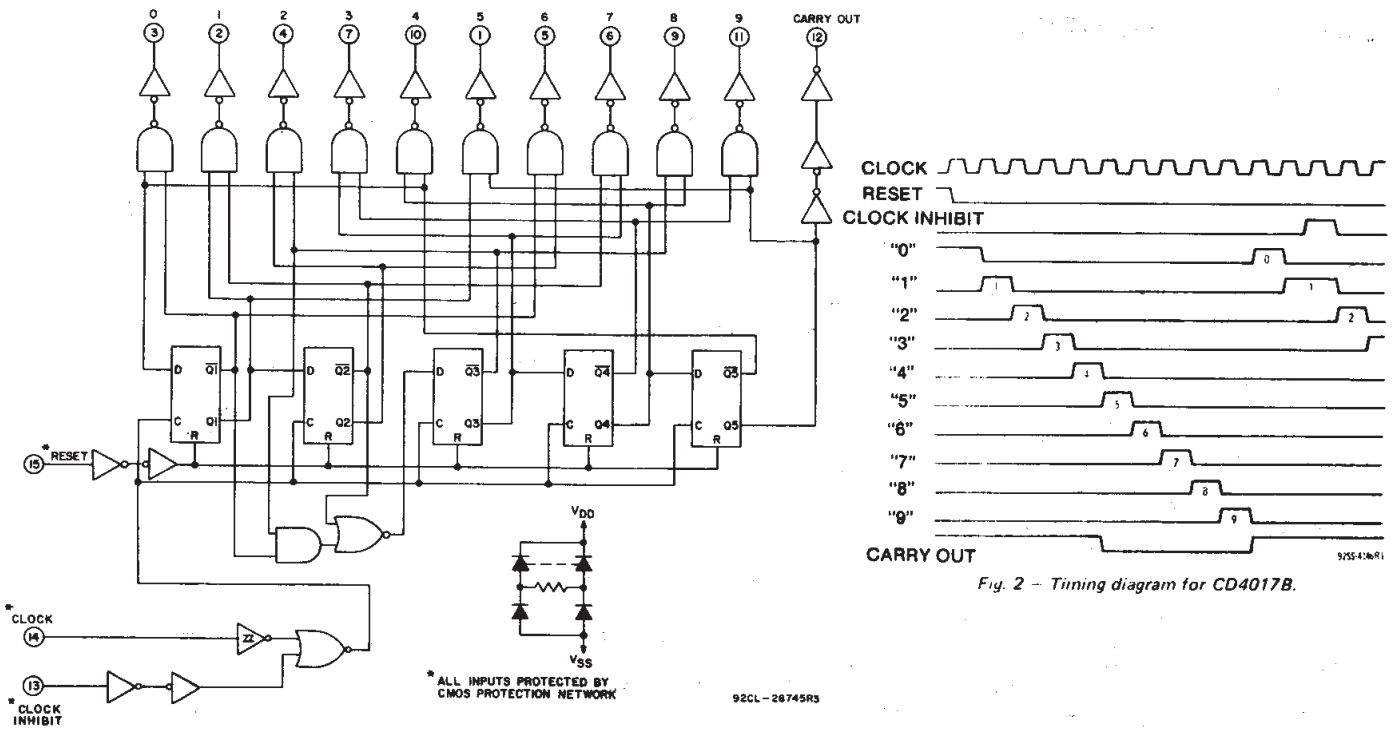 0 1 2 3 4 5 6 7 8 9 CARRY OUT
3 2 4 7 10 1 5 6 9 11 12
D Q1 D Q2 D Q3 D Q4 D Q5
C Q1 C Q2 C Q3 C Q4 C Q5
R R R R R
15 * RESET
* CLOCK
14
13
* CLOCK
INHIBIT
VDD
VSS
* ALL INPUTS PROTECTED BY
CMOS PROTECTION NETWORK
92CL-28745R3
CLOCK
RESET
CLOCK INHIBIT
"0" 0
"1" 1 1
"2" 2 2
"3" 3
"4" 4
"5" 5
"6" 6
"7" 7
"8" 8
"9" 9
CARRY OUT
Fig. 2 – Timing diagram for CD4017B.